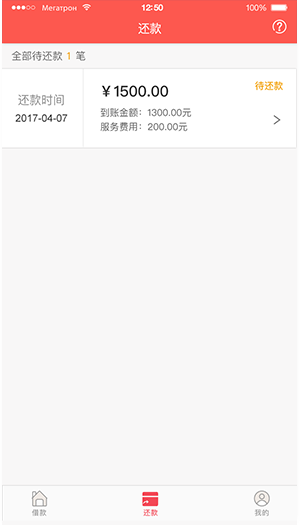 Мегатрон 12:50 100%
还款
全部待还款 1 笔
还款时间
2017-04-07
￥1500.00
待还款
到账金额：1300.00元
服务费用：200.00元
借款
还款
我的